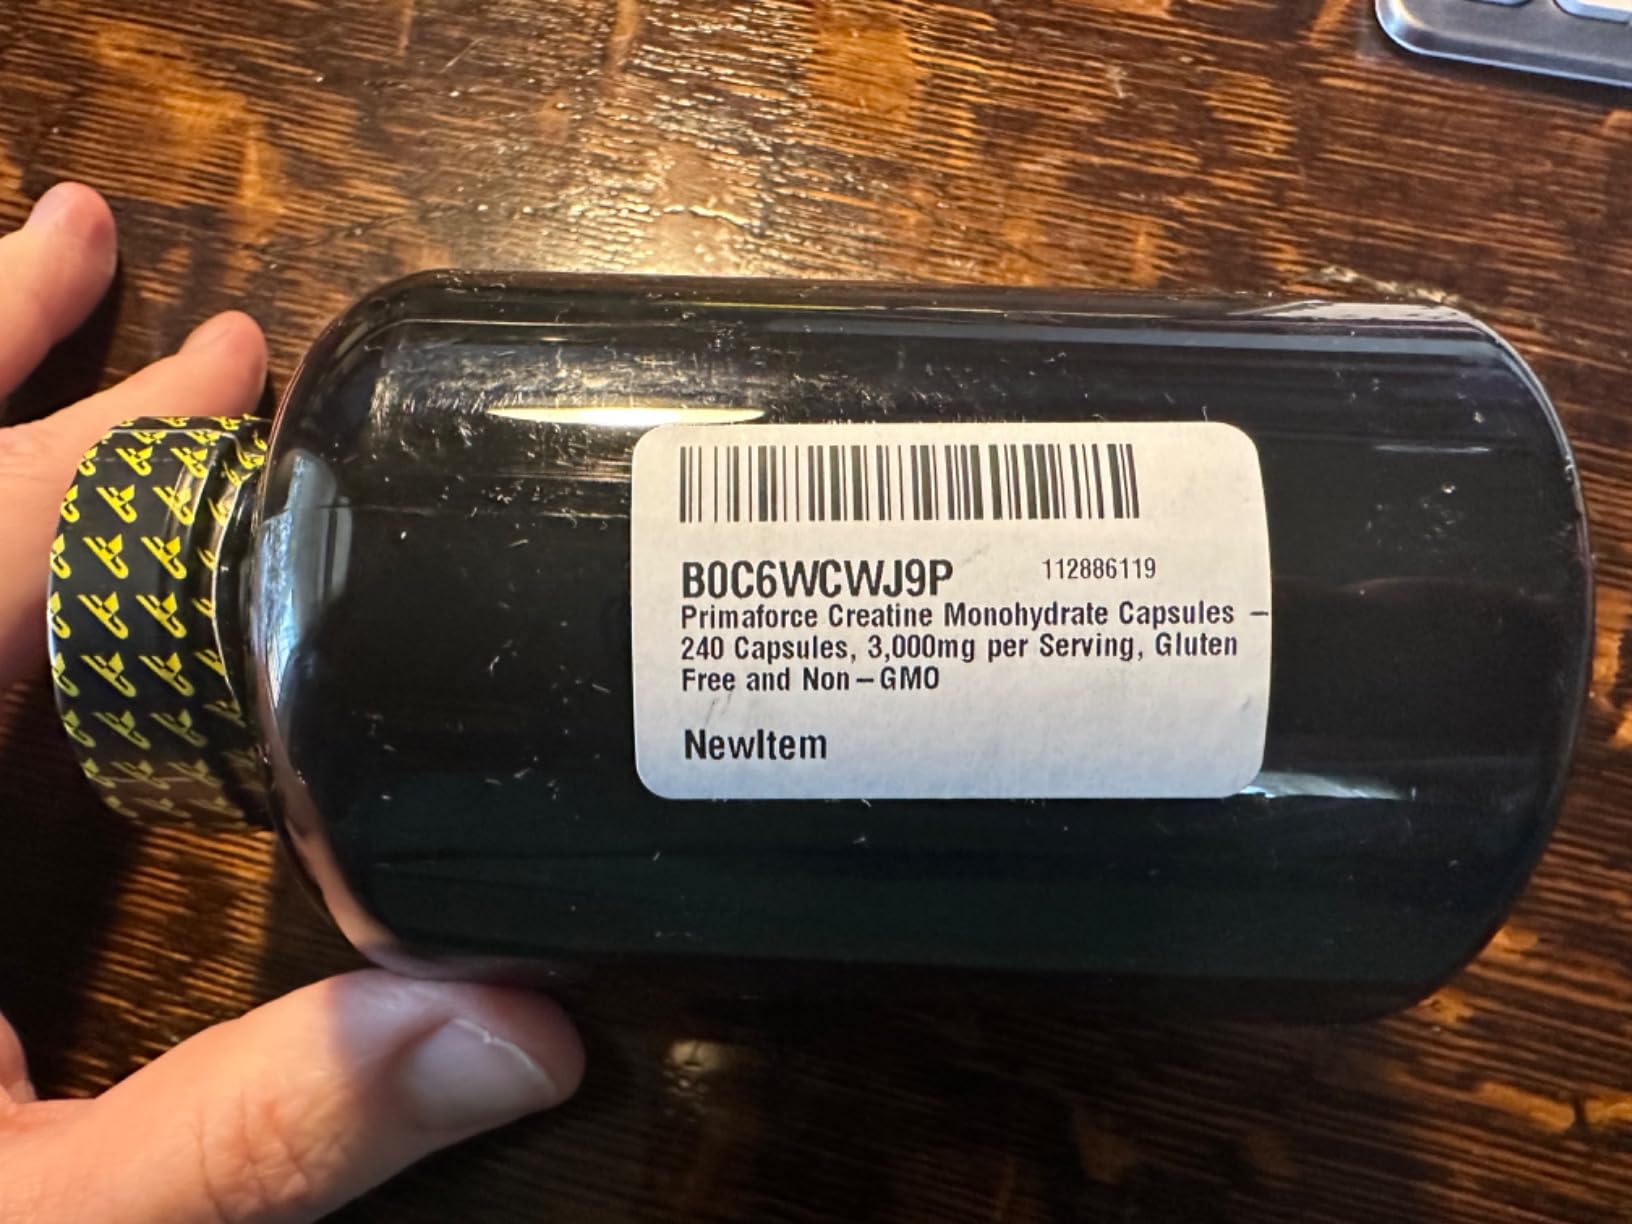 B0C6WCWJ9P 112886119
Primaforce Creatine Monohydrate Capsules –
240 Capsules, 3,000mg per Serving, Gluten
Free and Non–GMO
NewItem